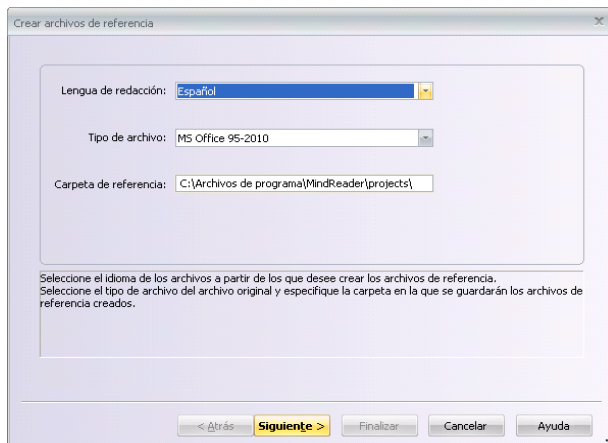 Crear archivos de referencia
Lengua de redacción: Español
Tipo de archivo: MS Office 95-2010
Carpeta de referencia: C:\Archivos de programa\MindReader\projects\
Seleccione el idioma de los archivos a partir de los que desee crear los archivos de referencia.
Seleccione el tipo de archivo del archivo original y especifique la carpeta en la que se guardarán los archivos de
referencia creados.
< Atrás Siguiente > Finalizar Cancelar Ayuda